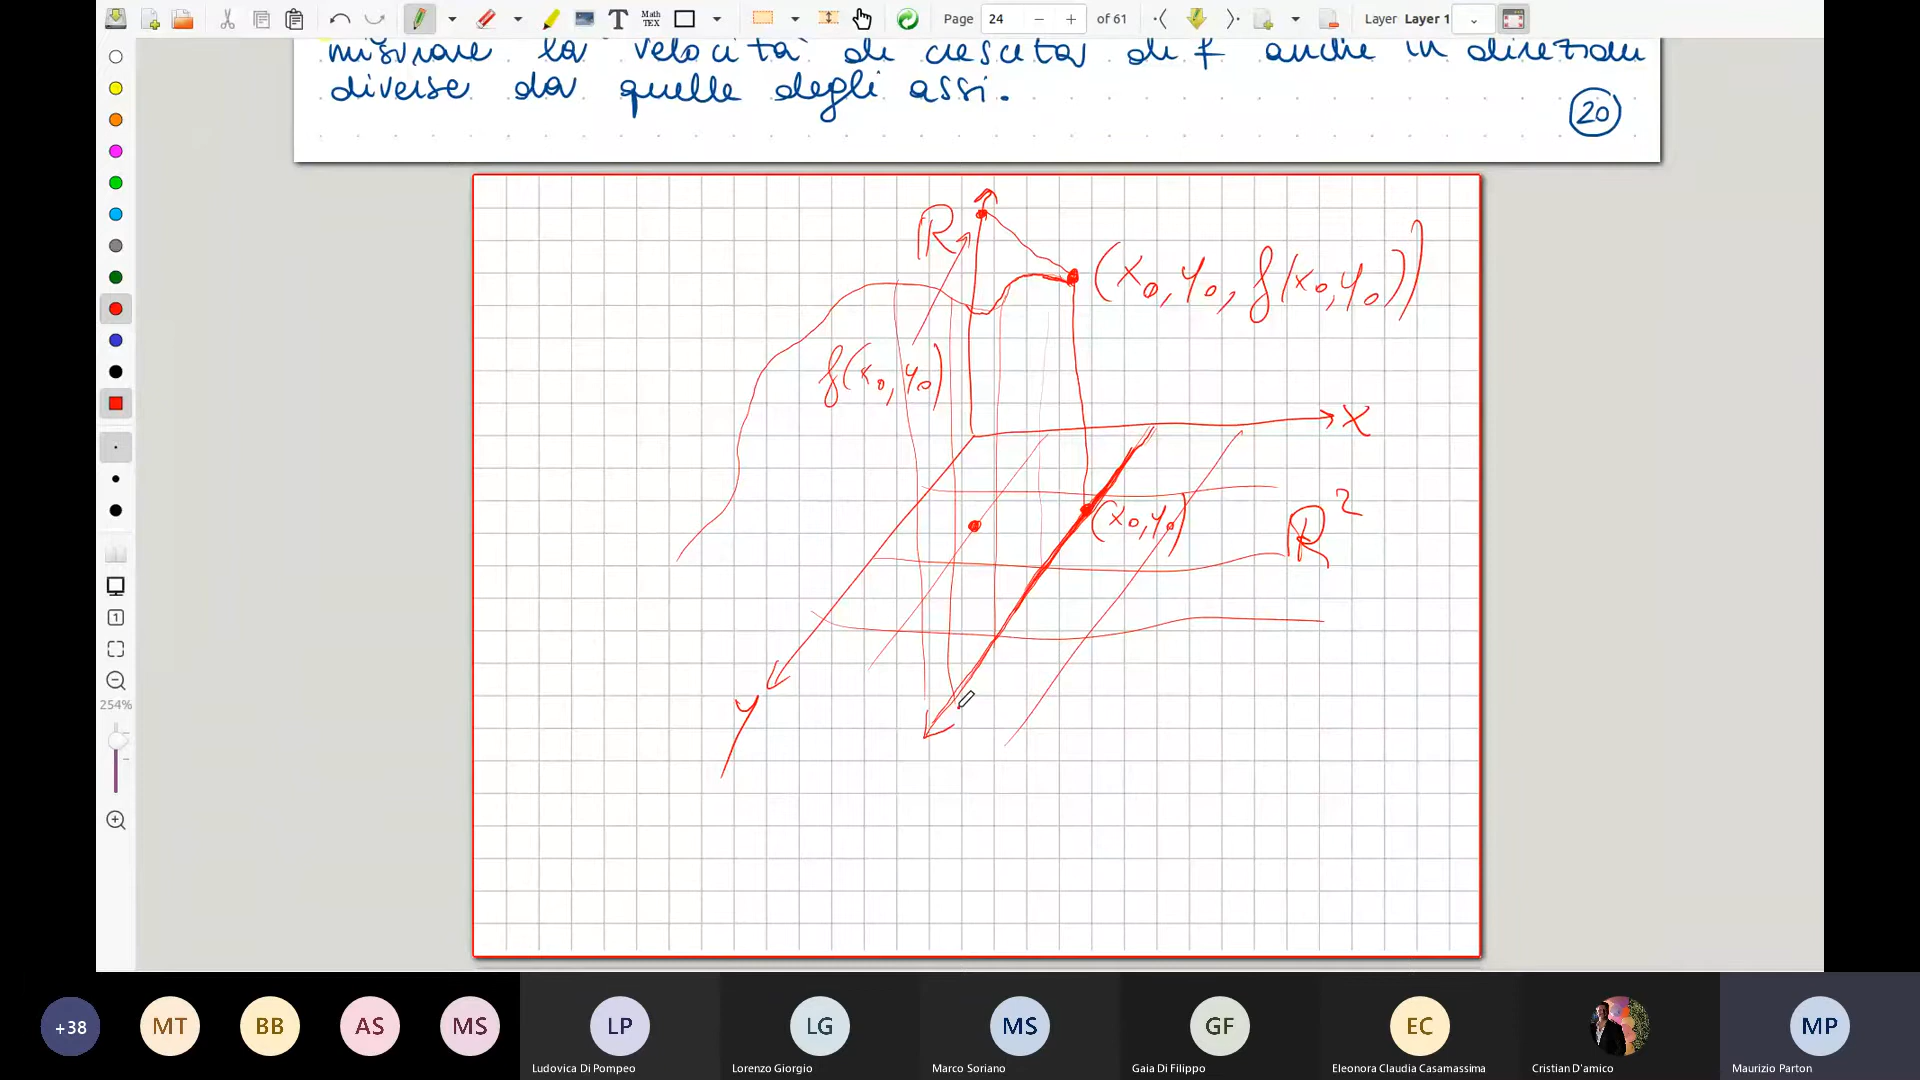 Math
TEX
Page 24 of 61 Layer Layer 1
misurare la velocità di crescita di f anche in direzioni
diverse da quelle degli assi.
20
R
(x₀, y₀, f(x₀, y₀))
f(x₀, y₀)
x
(x₀, y₀)
R²
y
1
254%
+38
MT
BB
AS
MS
LP
LG
MS
GF
EC
MP
Ludovica Di Pompeo
Lorenzo Giorgio
Marco Soriano
Gaia Di Filippo
Eleonora Claudia Casamassima
Cristian D'amico
Maurizio Parton